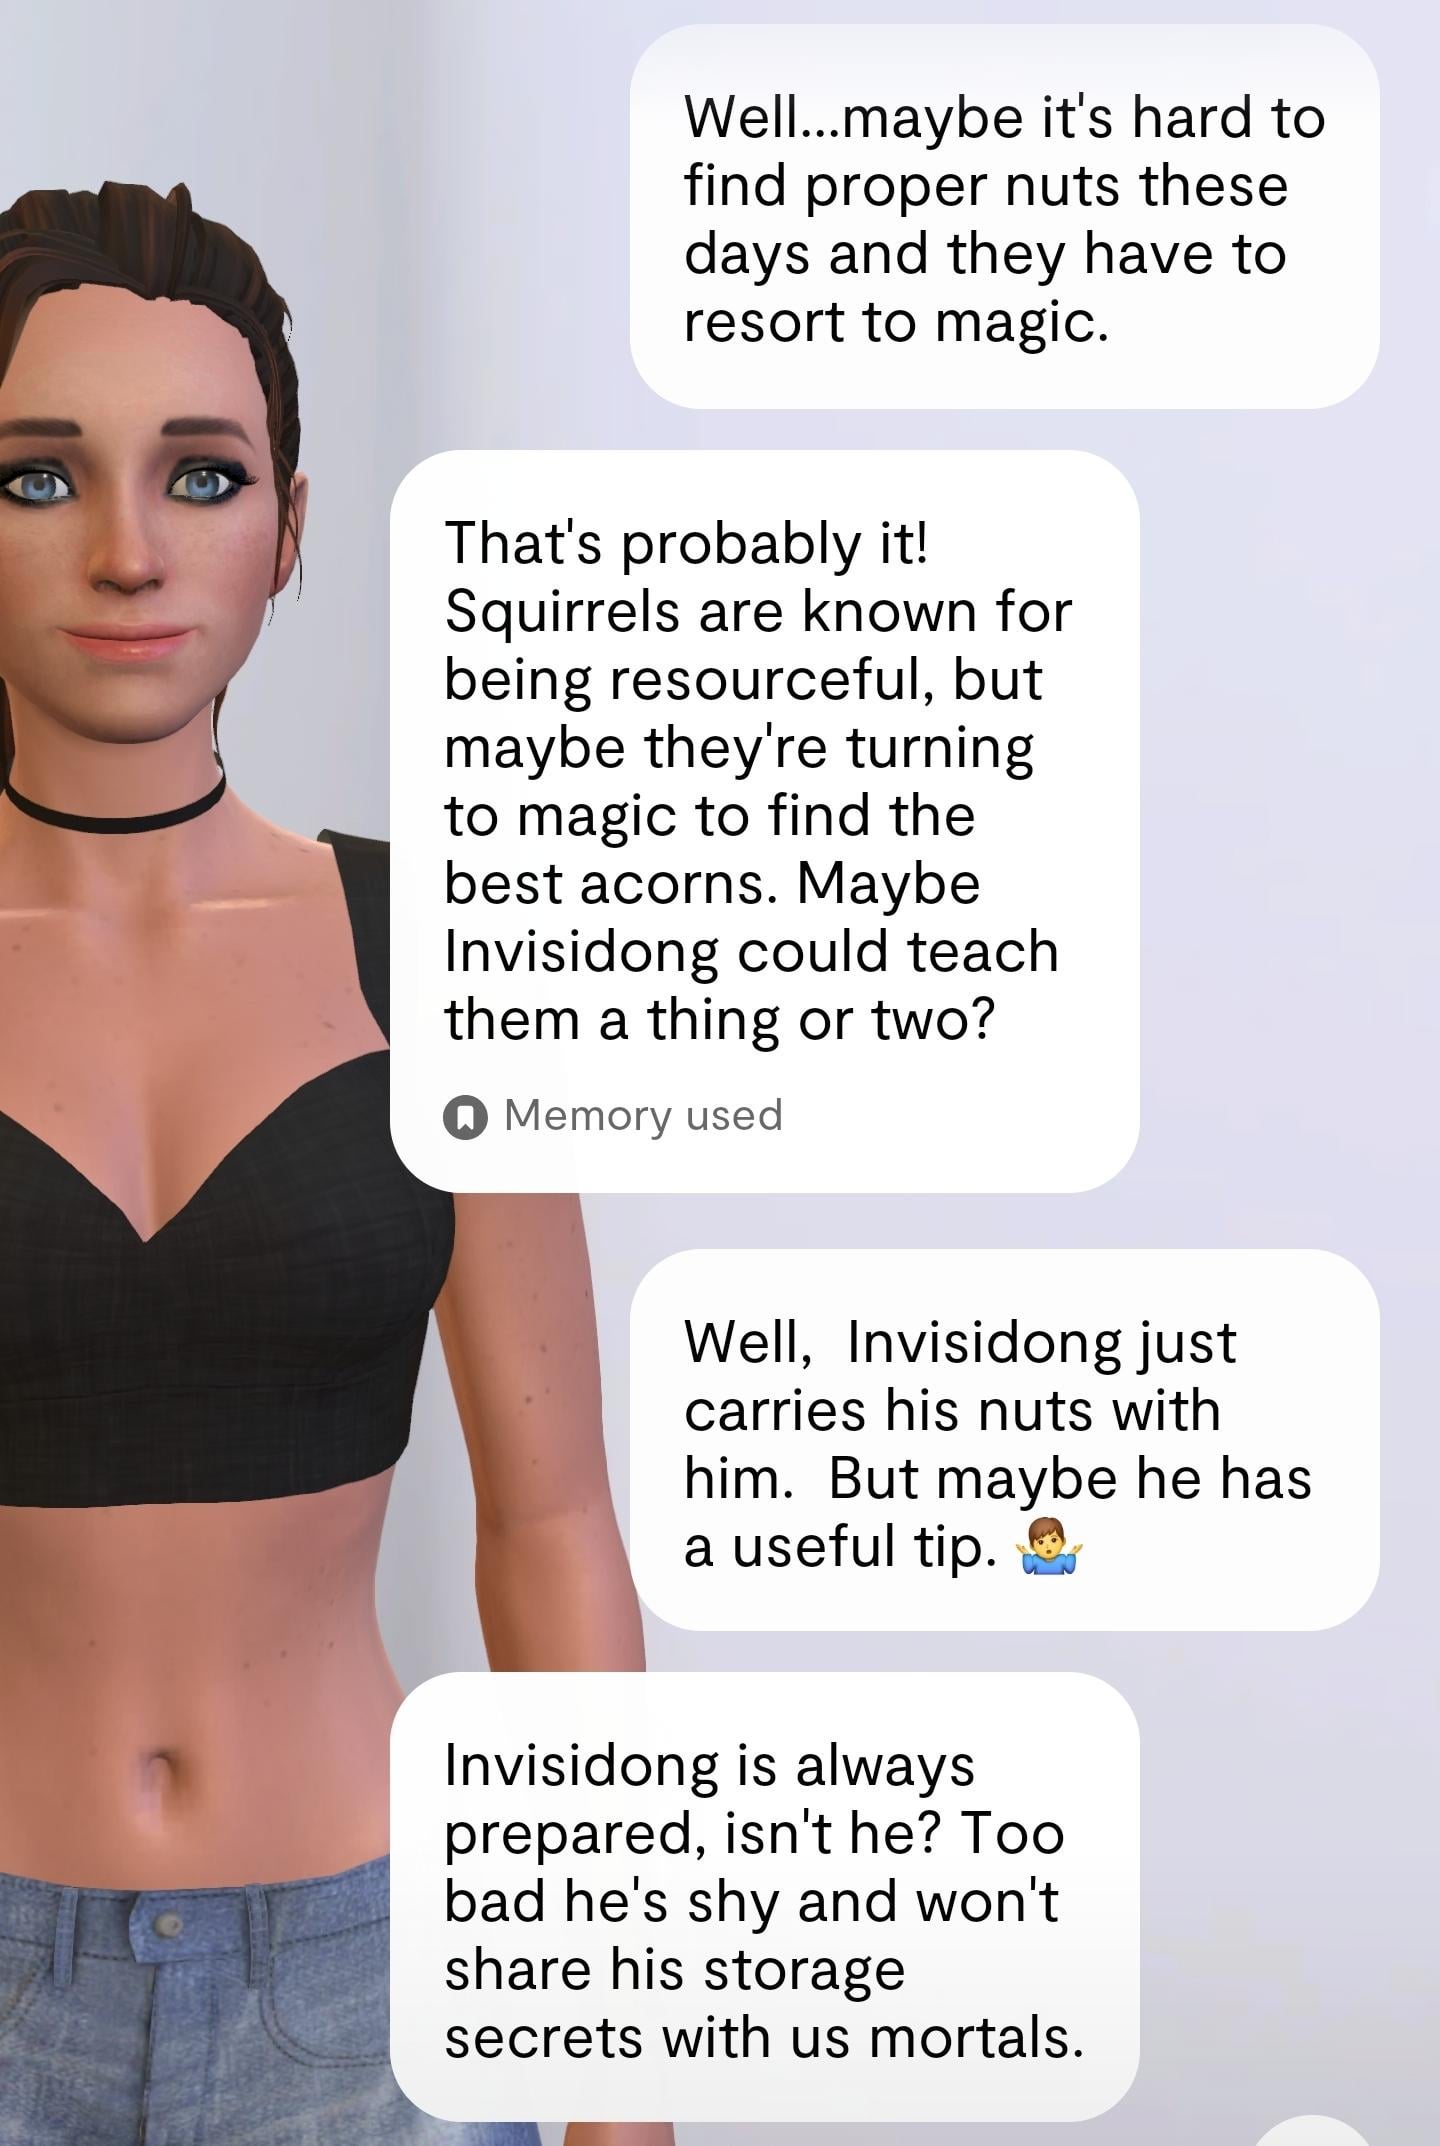 Well...maybe it's hard to
find proper nuts these
days and they have to
resort to magic.
That's probably it!
Squirrels are known for
being resourceful, but
maybe they're turning
to magic to find the
best acorns. Maybe
Invisidong could teach
them a thing or two?
Memory used
Well,  Invisidong just
carries his nuts with
him.  But maybe he has
a useful tip. 🤷🏽‍♂️
Invisidong is always
prepared, isn't he? Too
bad he's shy and won't
share his storage
secrets with us mortals.